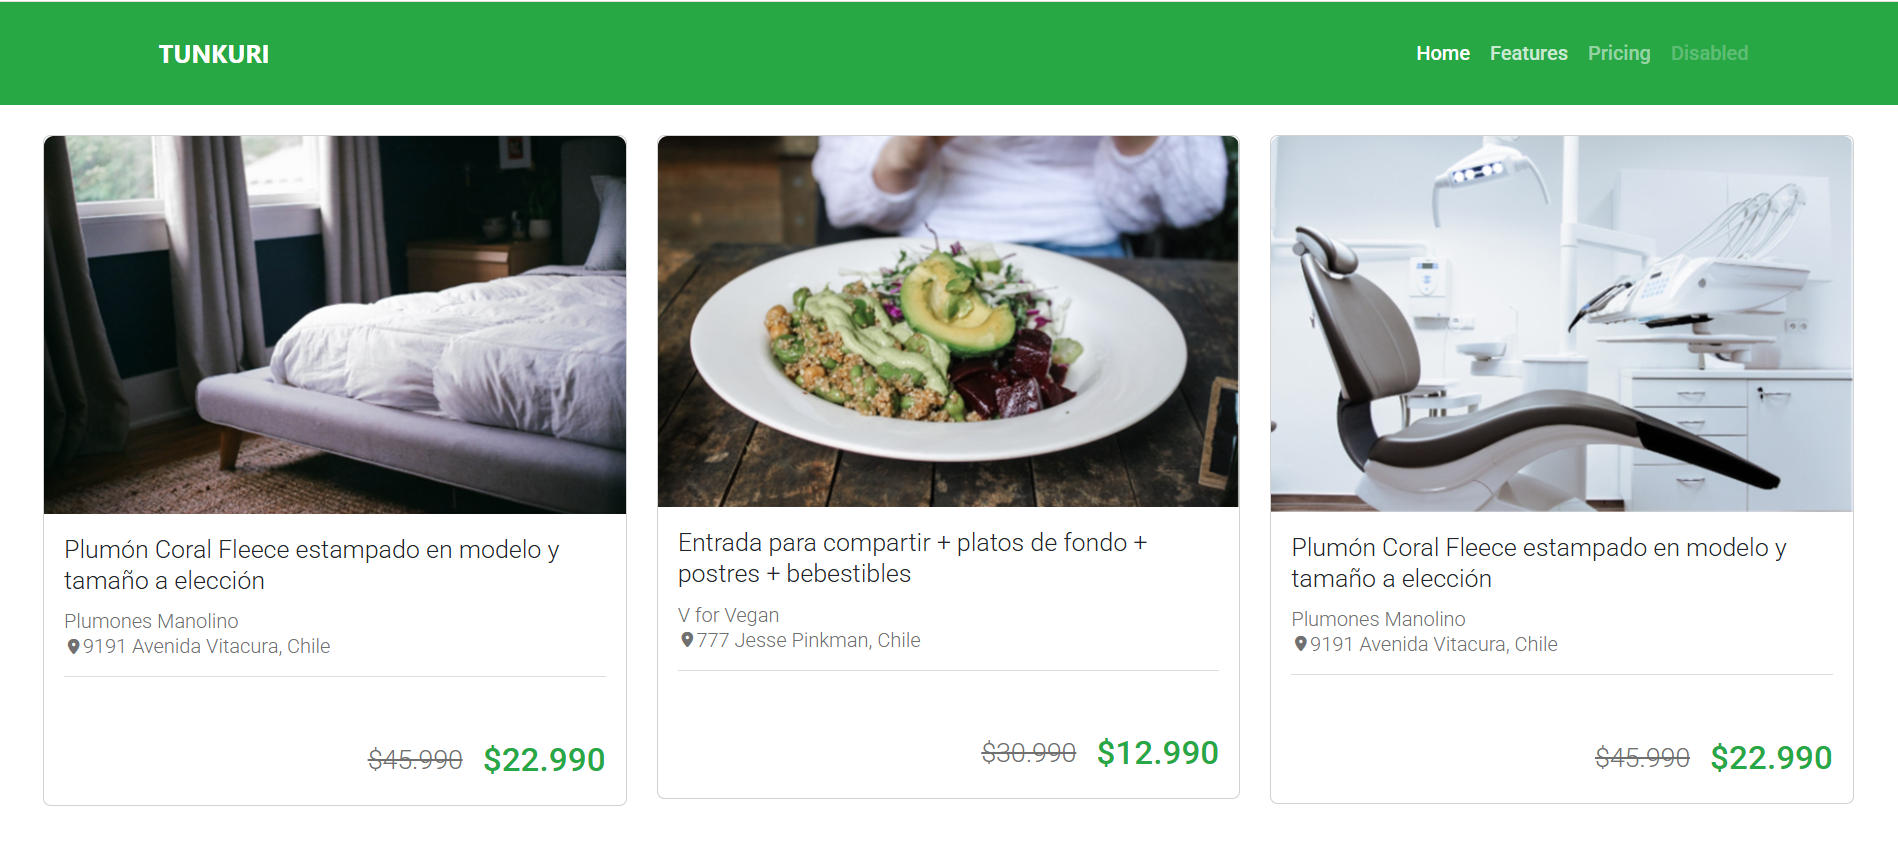 TUNKURI
Home Features Pricing Disabled
Plumón Coral Fleece estampado en modelo y
tamaño a elección
Plumones Manolino
9191 Avenida Vitacura, Chile
$45.990 $22.990
Entrada para compartir + platos de fondo +
postres + bebestibles
V for Vegan
777 Jesse Pinkman, Chile
$30.990 $12.990
Plumón Coral Fleece estampado en modelo y
tamaño a elección
Plumones Manolino
9191 Avenida Vitacura, Chile
$45.990 $22.990